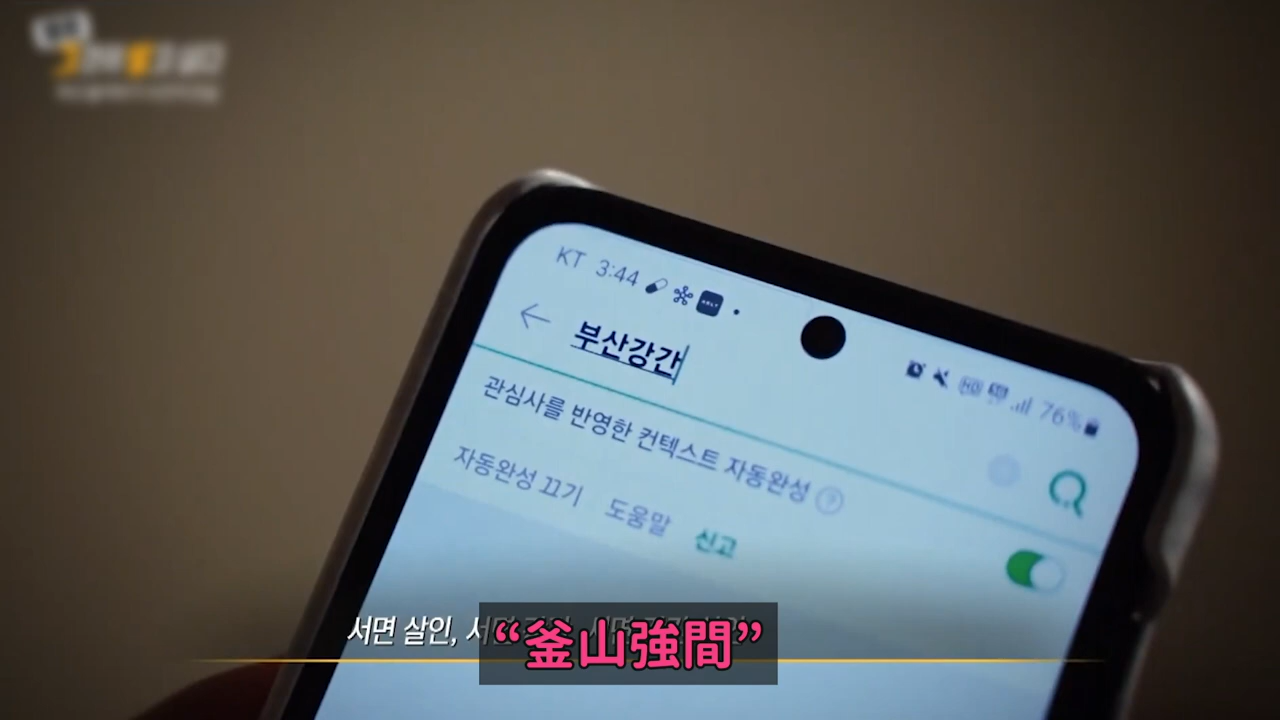 KT 3:44
76%
부산강간
관심사를 반영한 컨텍스트 자동완성 ?
자동완성 끄기 도움말 신고
서면 살인, 서면
“釜山強間”